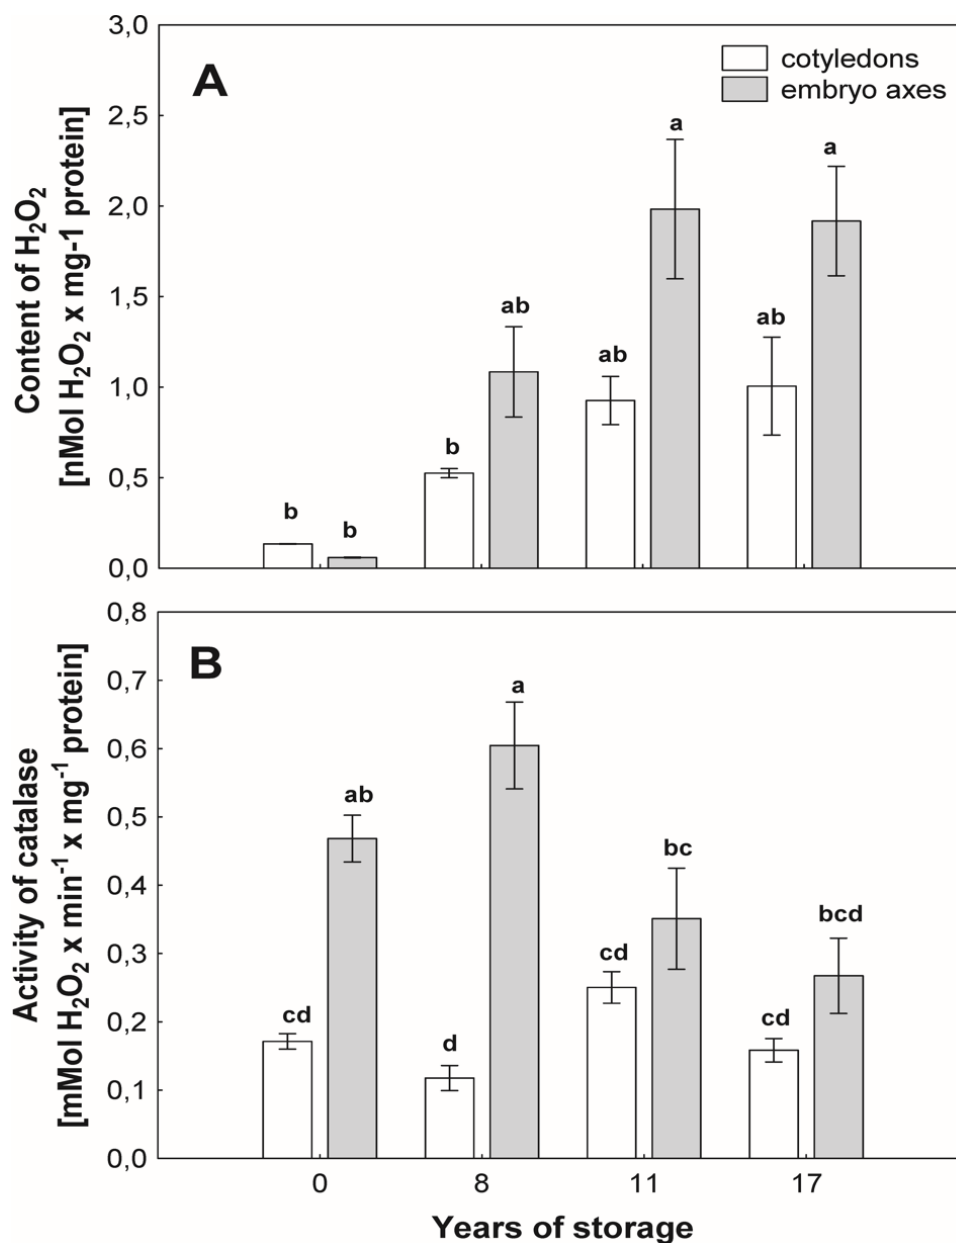 3,0
A
cotyledons
embryo axes
2,5
2,0
1,5
1,0
0,5
0,0
Content of H₂O₂
[nMol H₂O₂ x mg-1 protein]
b
b
b
ab
ab
a
ab
a
0,8
B
0,7
0,6
0,5
0,4
0,3
0,2
0,1
0,0
Activity of catalase
[mMol H₂O₂ x min⁻¹ x mg⁻¹ protein]
cd
ab
d
a
cd
bc
cd
bcd
0 8 11 17
Years of storage